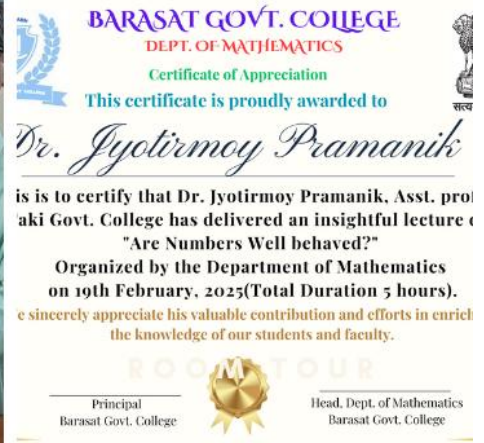 BARASAT GOVT. COLLEGE
DEPT. OF MATHEMATICS
Certificate of Appreciation
This certificate is proudly awarded to
Dr. Jyotirmoy Pramanik
is is to certify that Dr. Jyotirmoy Pramanik, Asst. prof
aki Govt. College has delivered an insightful lecture o
"Are Numbers Well behaved?"
Organized by the Department of Mathematics
on 19th February, 2025(Total Duration 5 hours).
e sincerely appreciate his valuable contribution and efforts in enrich
the knowledge of our students and faculty.
ROOM TOUR
Principal
Barasat Govt. College
Head, Dept. of Mathematics
Barasat Govt. College
सत्य